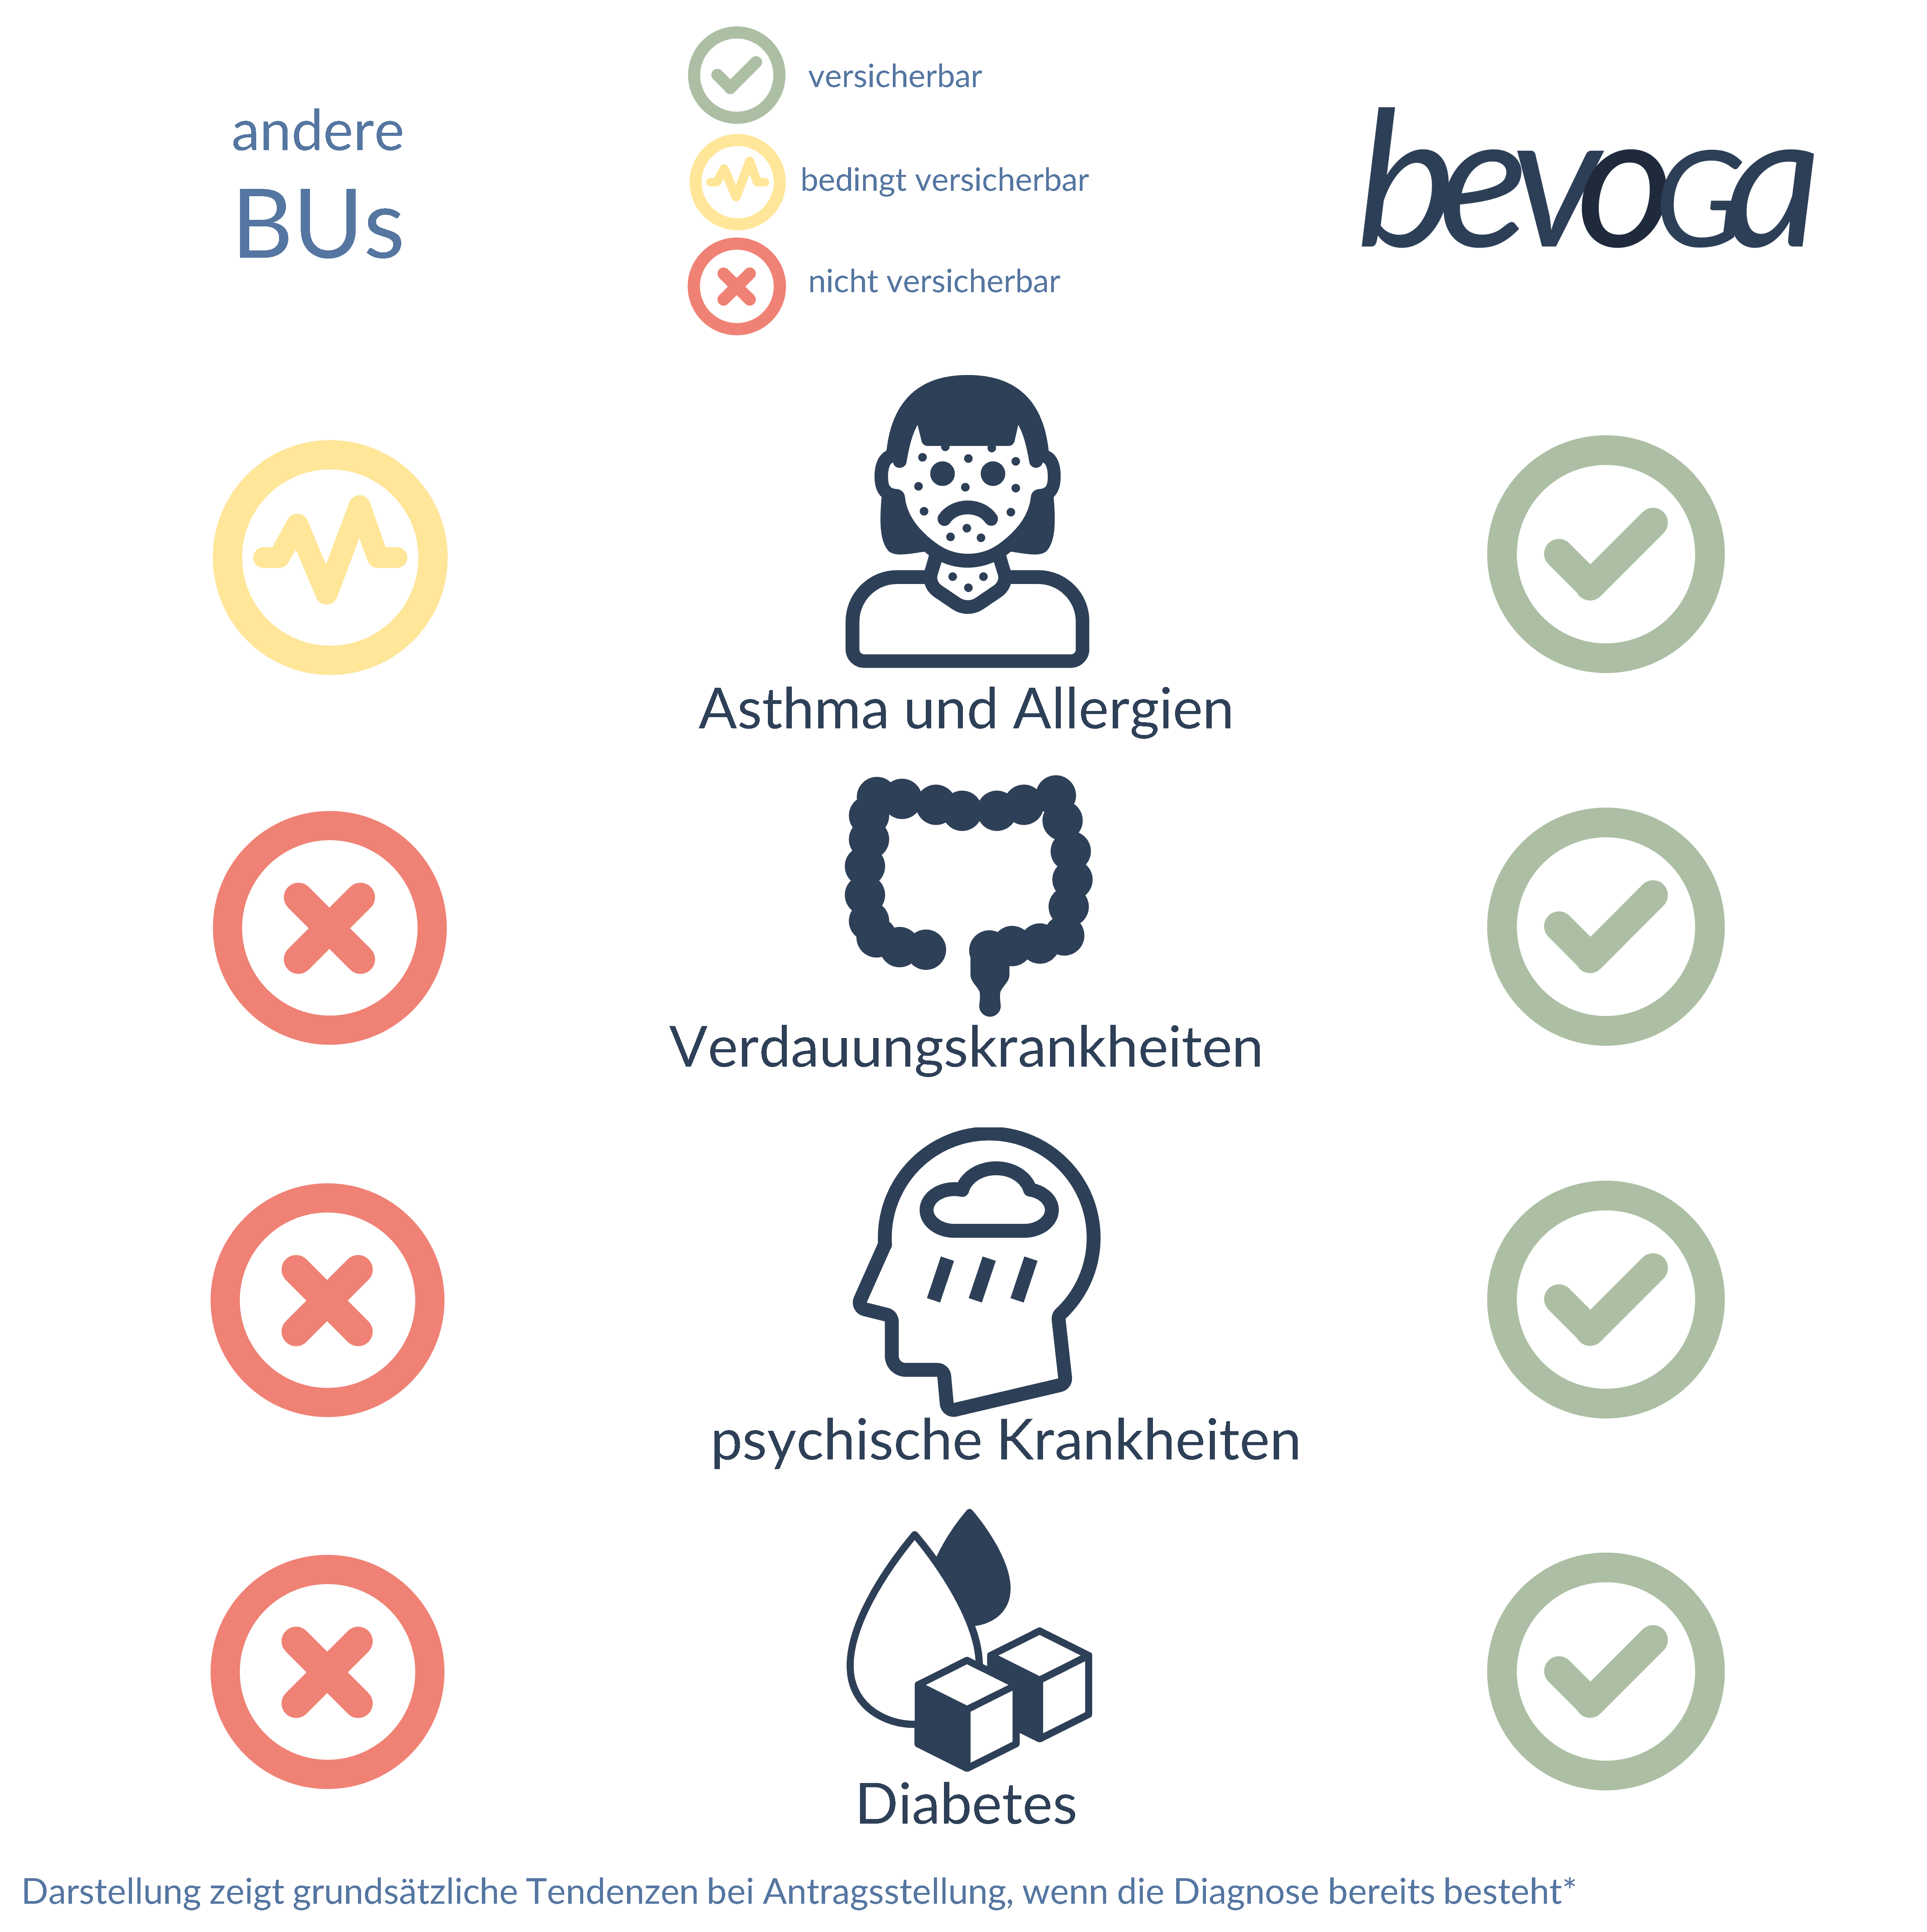 andere
BUs
versicherbar
bedingt versicherbar
nicht versicherbar
bevoGa
Asthma und Allergien
Verdauungskrankheiten
psychische Krankheiten
Diabetes
Darstellung zeigt grundsätzliche Tendenzen bei Antragsstellung, wenn die Diagnose bereits besteht*